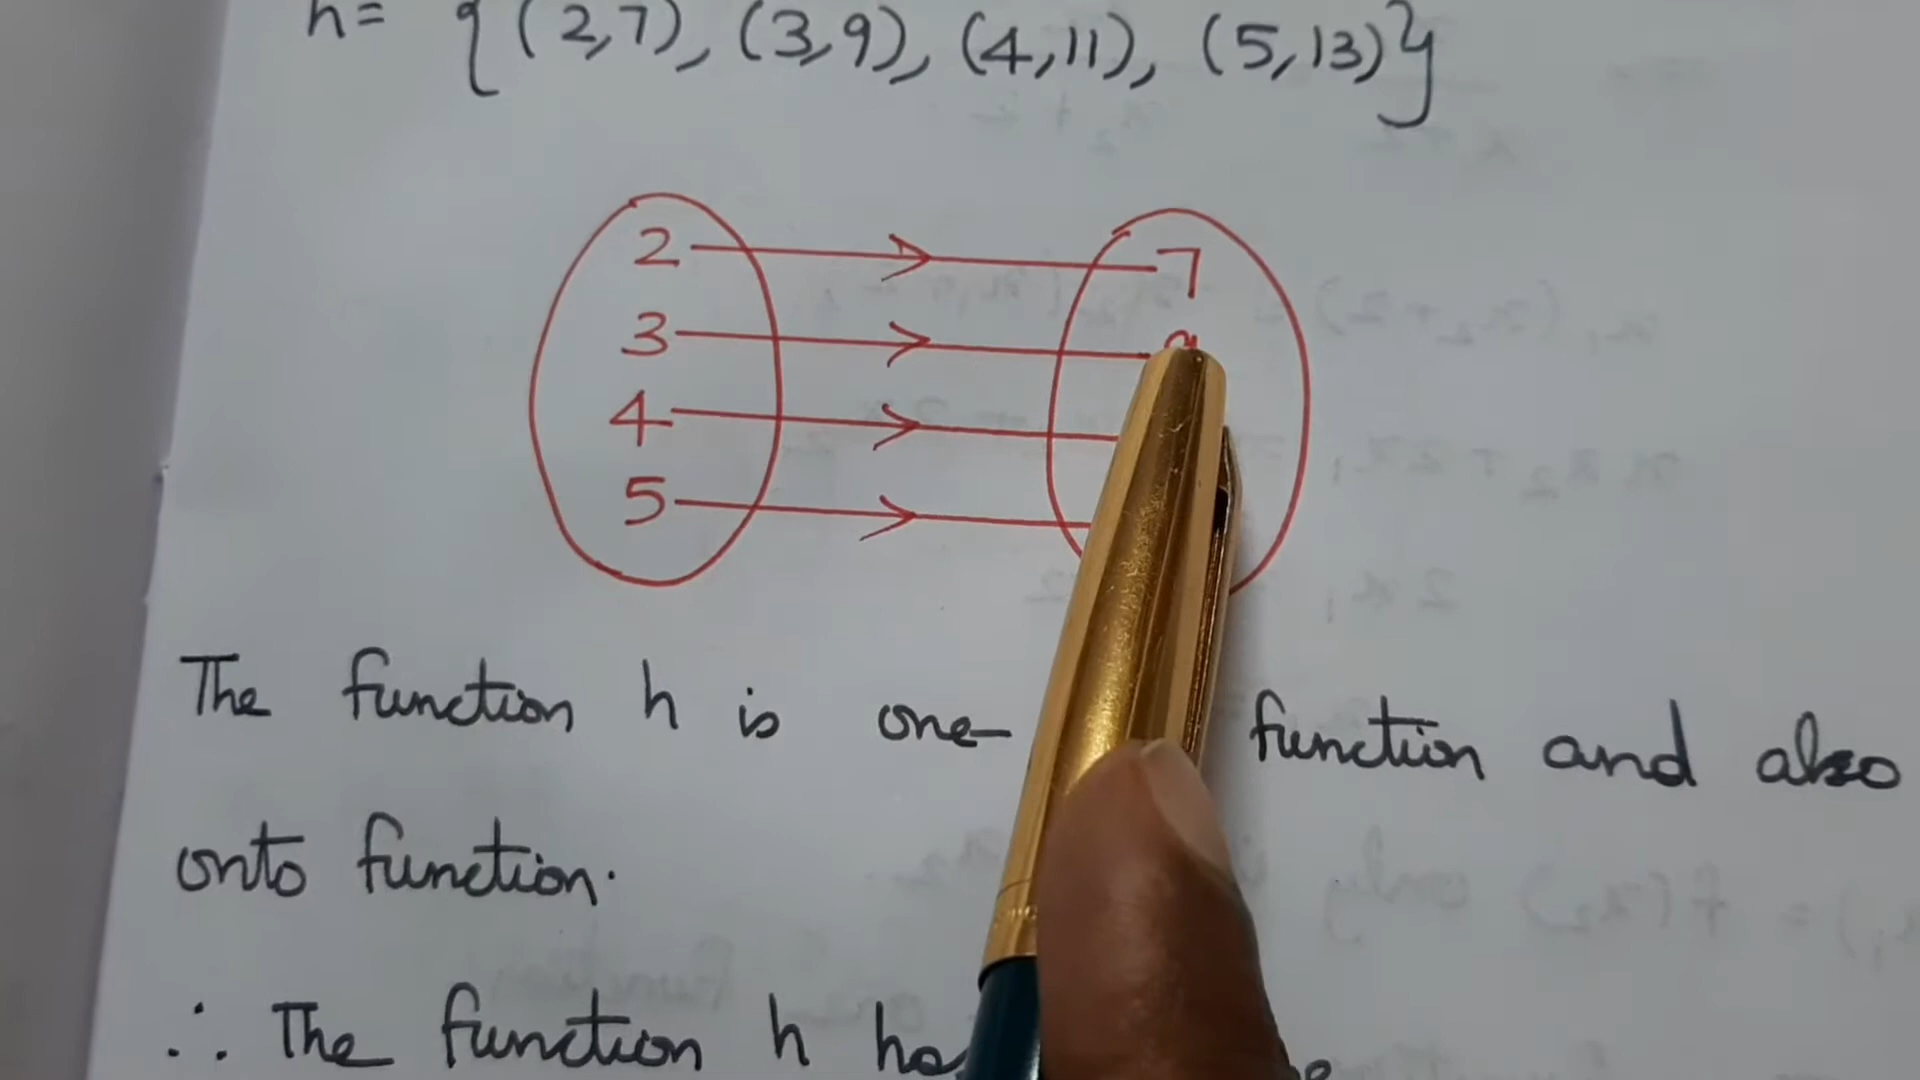 h= {(2,7), (3,9), (4,11), (5,13)}
2 7
3 9
4
5
The function h is one- function and also
onto function.
∴ The function h